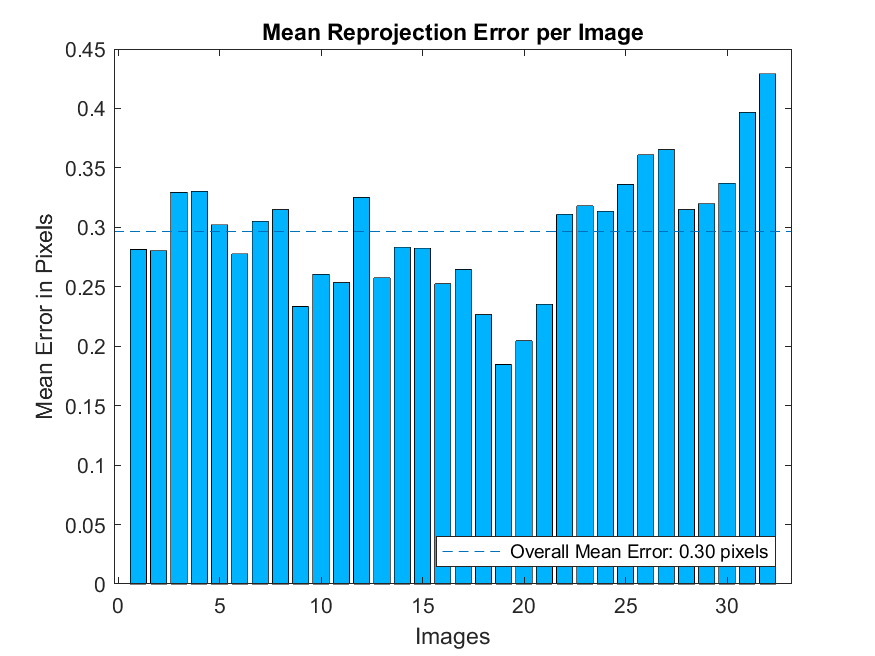 Mean Reprojection Error per Image
0.45
0.4
0.35
0.3
0.25
0.2
0.15
0.1
0.05
0
Mean Error in Pixels
Overall Mean Error: 0.30 pixels
0 5 10 15 20 25 30
Images